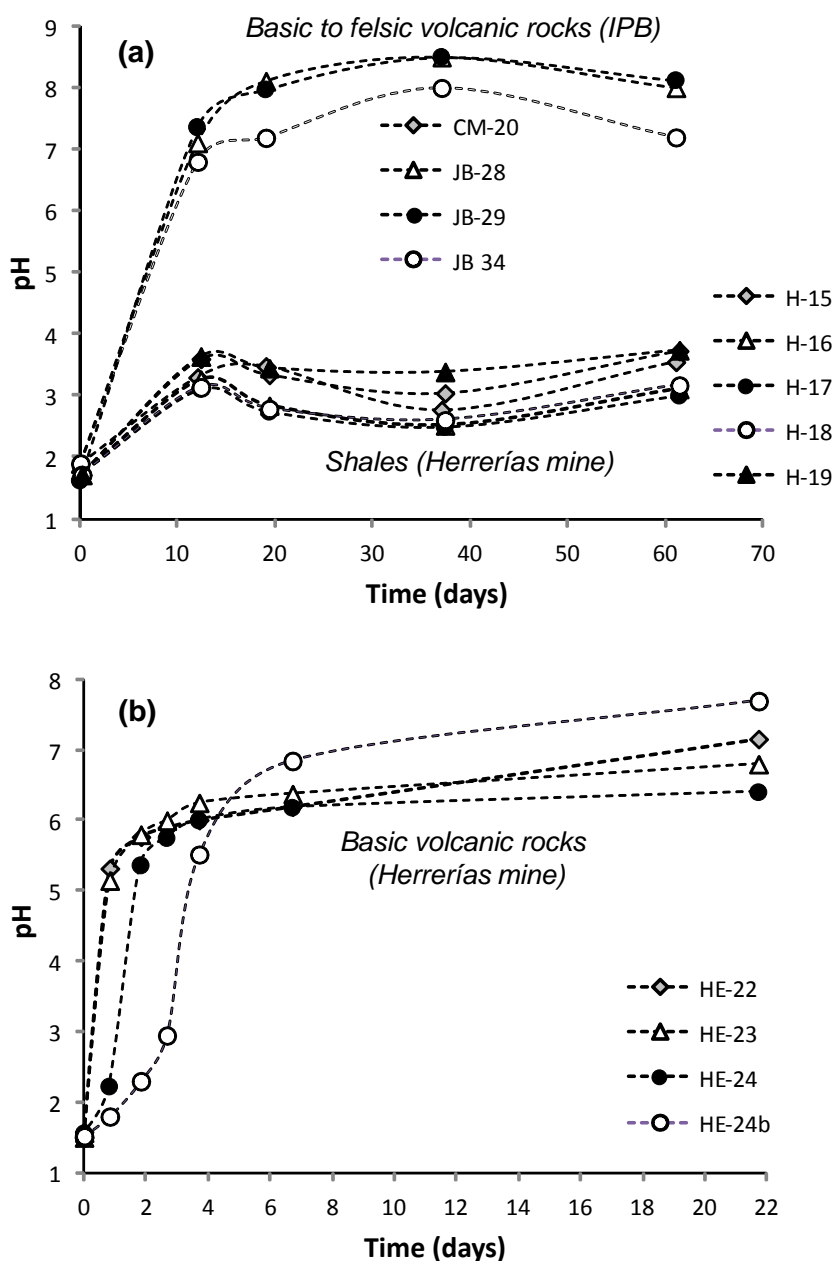 (a)
Basic to felsic volcanic rocks (IPB)
9
8
7
6
5
4
3
2
1
pH
CM-20
JB-28
JB-29
JB 34
H-15
H-16
H-17
H-18
H-19
Shales (Herrerías mine)
0 10 20 30 40 50 60 70
Time (days)
(b)
8
7
6
5
4
3
2
1
pH
Basic volcanic rocks
(Herrerías mine)
HE-22
HE-23
HE-24
HE-24b
0 2 4 6 8 10 12 14 16 18 20 22
Time (days)